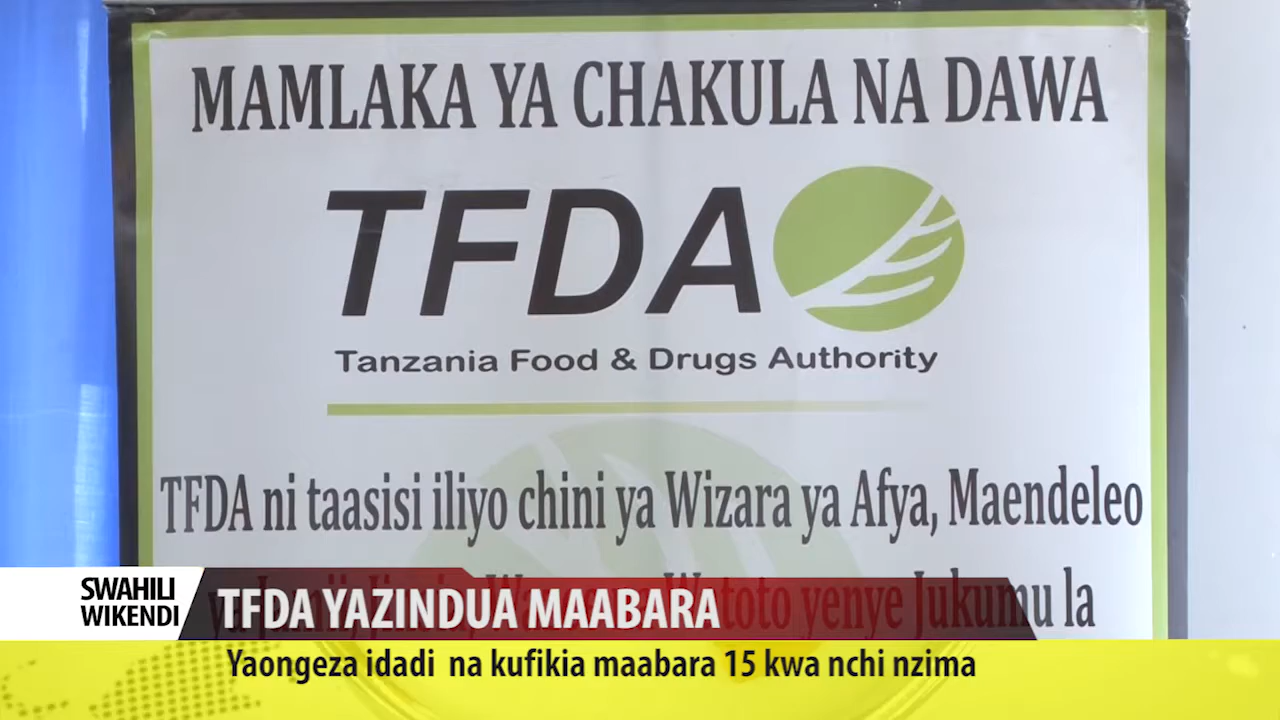 MAMLAKA YA CHAKULA NA DAWA
TFDA
Tanzania Food & Drugs Authority
TFDA ni taasisi iliyo chini ya Wizara ya Afya, Maendeleo
yenye Jukumu la
SWAHILI
WIKENDI
TFDA YAZINDUA MAABARA
Yaongeza idadi na kufikia maabara 15 kwa nchi nzima